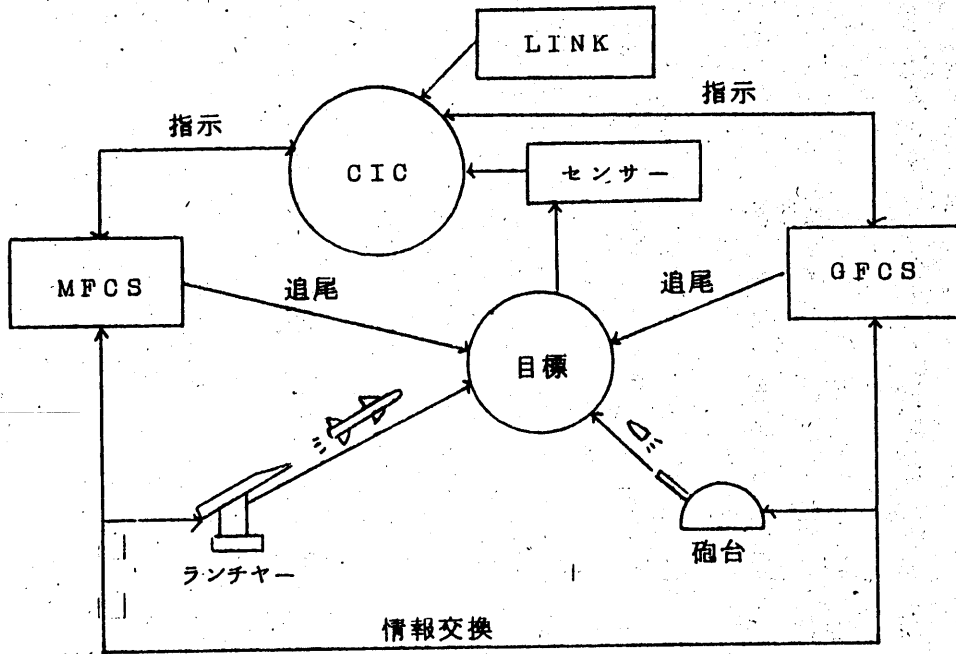 LINK
指示
指示
CIC
センサー
MFCS
GFCS
追尾
追尾
目標
ランチャー
砲台
情報交換